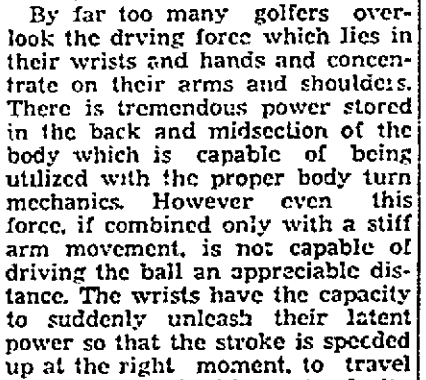 By far too many golfers over-
look the drving force which lies in
their wrists and hands and concen-
trate on their arms and shoulders.
There is tremendous power stored
in the back and midsection of the
body which is capable of being
utilized with the proper body turn
mechanics. However even this
force, if combined only with a stiff
arm movement, is not capable of
driving the ball an appreciable dis-
tance. The wrists have the capacity
to suddenly unleash their latent
power so that the stroke is speeded
up at the right moment, to travel